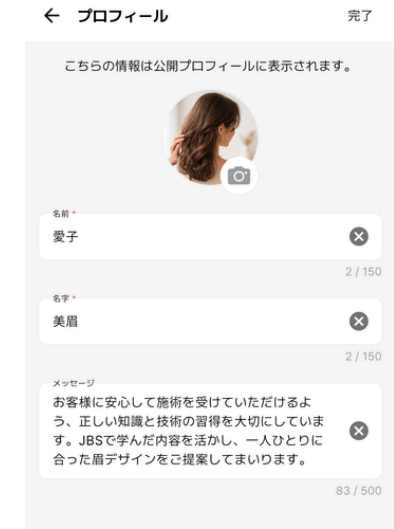 ← プロフィール 完了
こちらの情報は公開プロフィールに表示されます。
名前 *
愛子
2 / 150
名字 *
美眉
2 / 150
メッセージ
お客様に安心して施術を受けていただけるよ
う、正しい知識と技術の習得を大切にしていま
す。JBSで学んだ内容を活かし、一人ひとりに
合った眉デザインをご提案してまいります。
83 / 500